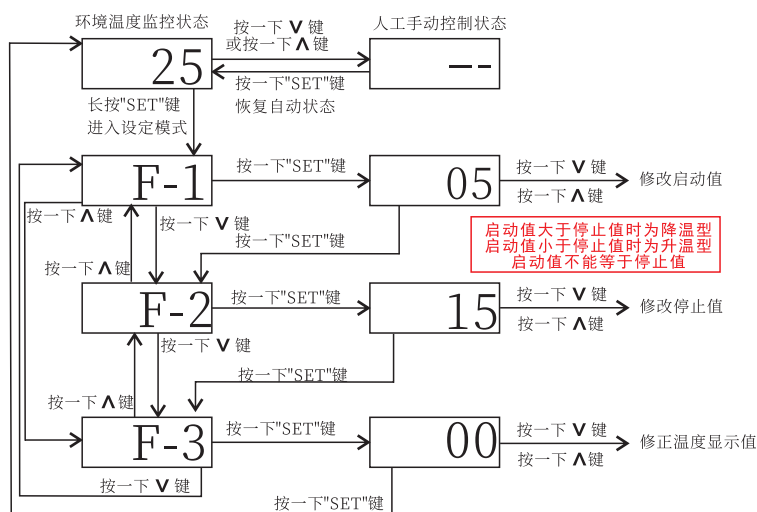 环境温度监控状态
按一下 V 键
或按一下 Λ 键
人工手动控制状态
25
--
按一下"SET"键
恢复自动状态
长按"SET"键
进入设定模式
F-1
按一下"SET"键
05
按一下 V 键
按一下 Λ 键
修改启动值
按一下 Λ 键
按一下 V 键
按一下"SET"键
启动值大于停止值时为降温型
启动值小于停止值时为升温型
启动值不能等于停止值
按一下 Λ 键
F-2
按一下"SET"键
15
按一下 V 键
按一下 Λ 键
修改停止值
按一下 V 键
按一下"SET"键
按一下 Λ 键
F-3
按一下"SET"键
00
按一下 V 键
按一下 Λ 键
修正温度显示值
按一下 V 键
按一下"SET"键